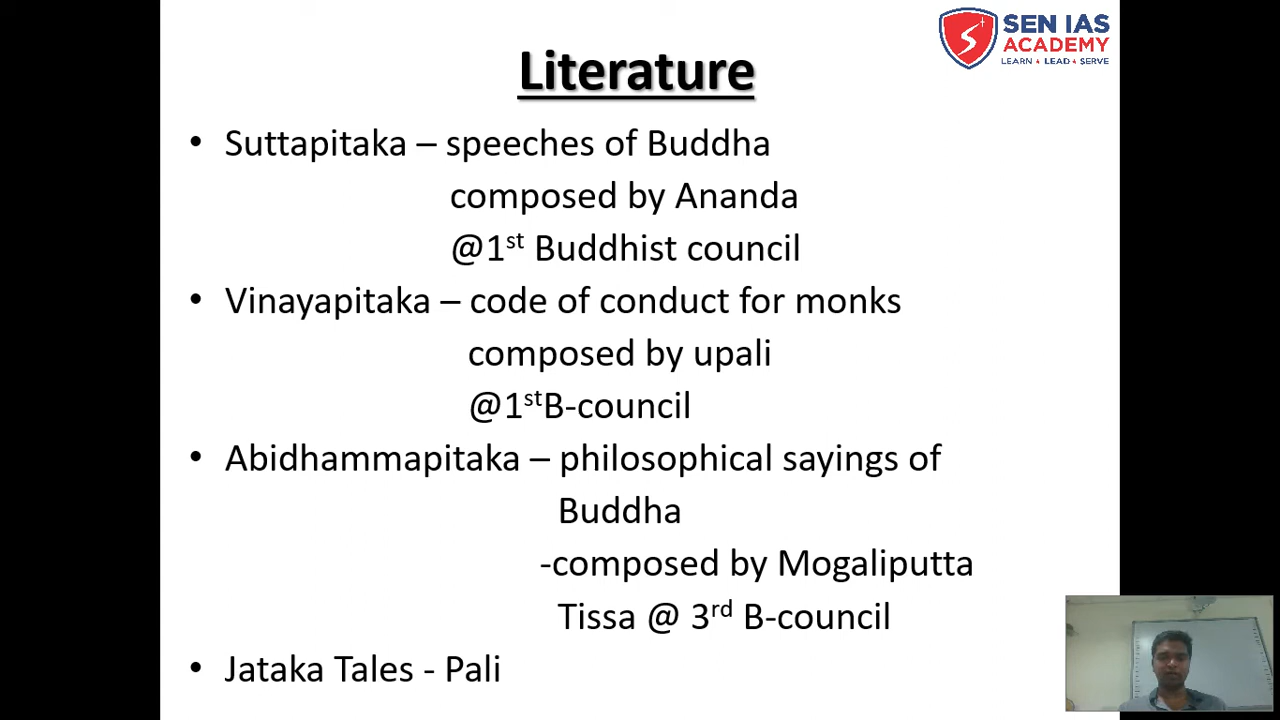 SEN IAS
ACADEMY
LEARN ★ LEAD ★ SERVE
Literature
• Suttapitaka – speeches of Buddha
composed by Ananda
@1st Buddhist council
• Vinayapitaka – code of conduct for monks
composed by upali
@1stB-council
• Abidhammapitaka – philosophical sayings of
Buddha
-composed by Mogaliputta
Tissa @ 3rd B-council
• Jataka Tales - Pali